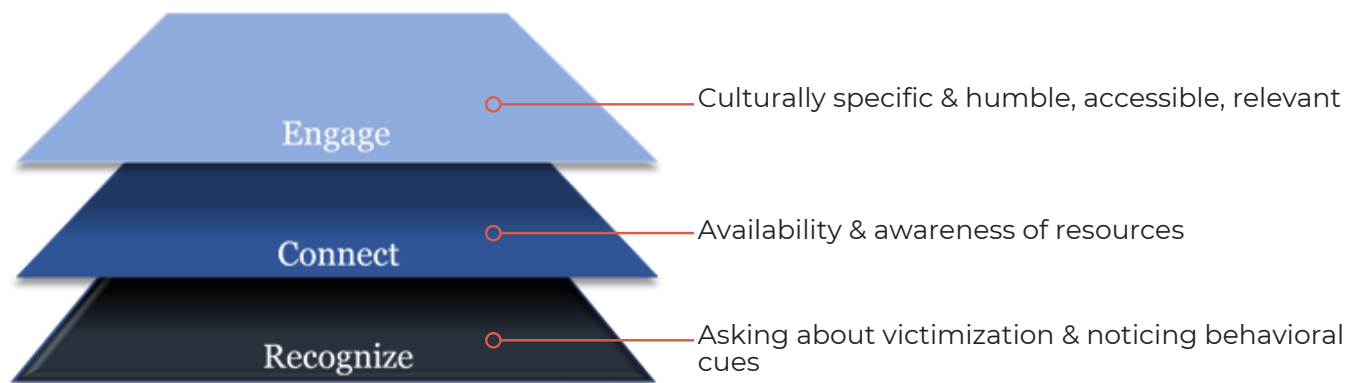 Culturally specific & humble, accessible, relevant
Engage
Availability & awareness of resources
Connect
Asking about victimization & noticing behavioral
cues
Recognize